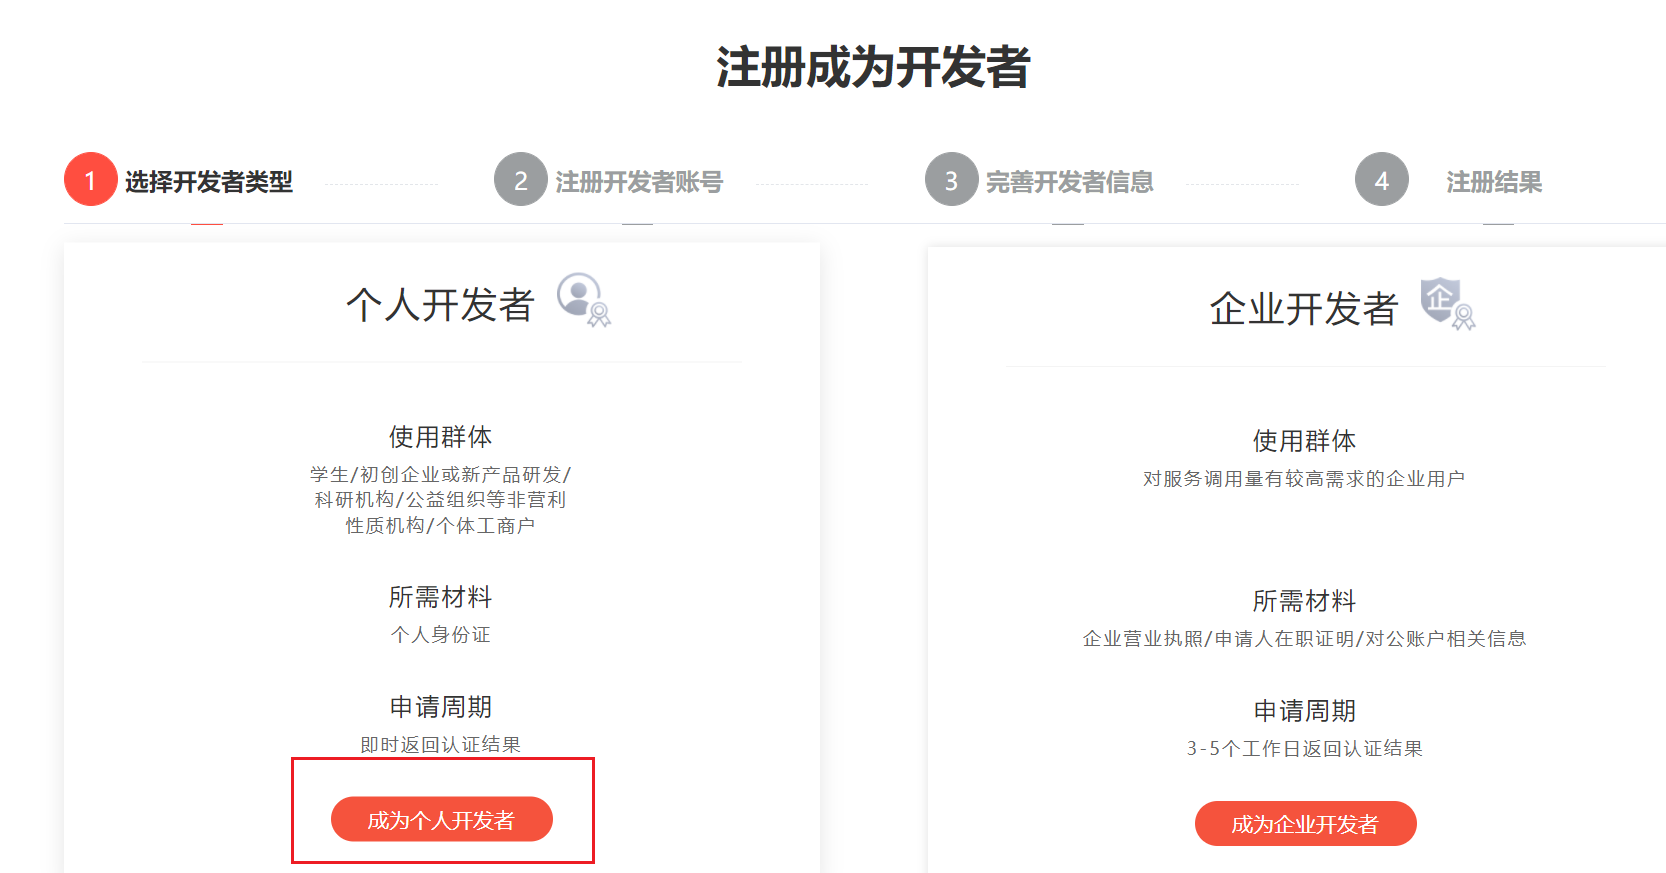 注册成为开发者
1 选择开发者类型
2 注册开发者账号
3 完善开发者信息
4 注册结果
个人开发者
使用群体
学生/初创企业或新产品研发/
科研机构/公益组织等非营利
性质机构/个体工商户
所需材料
个人身份证
申请周期
即时返回认证结果
成为个人开发者
企业开发者
企
使用群体
对服务调用量有较高需求的企业用户
所需材料
企业营业执照/申请人在职证明/对公账户相关信息
申请周期
3-5个工作日返回认证结果
成为企业开发者